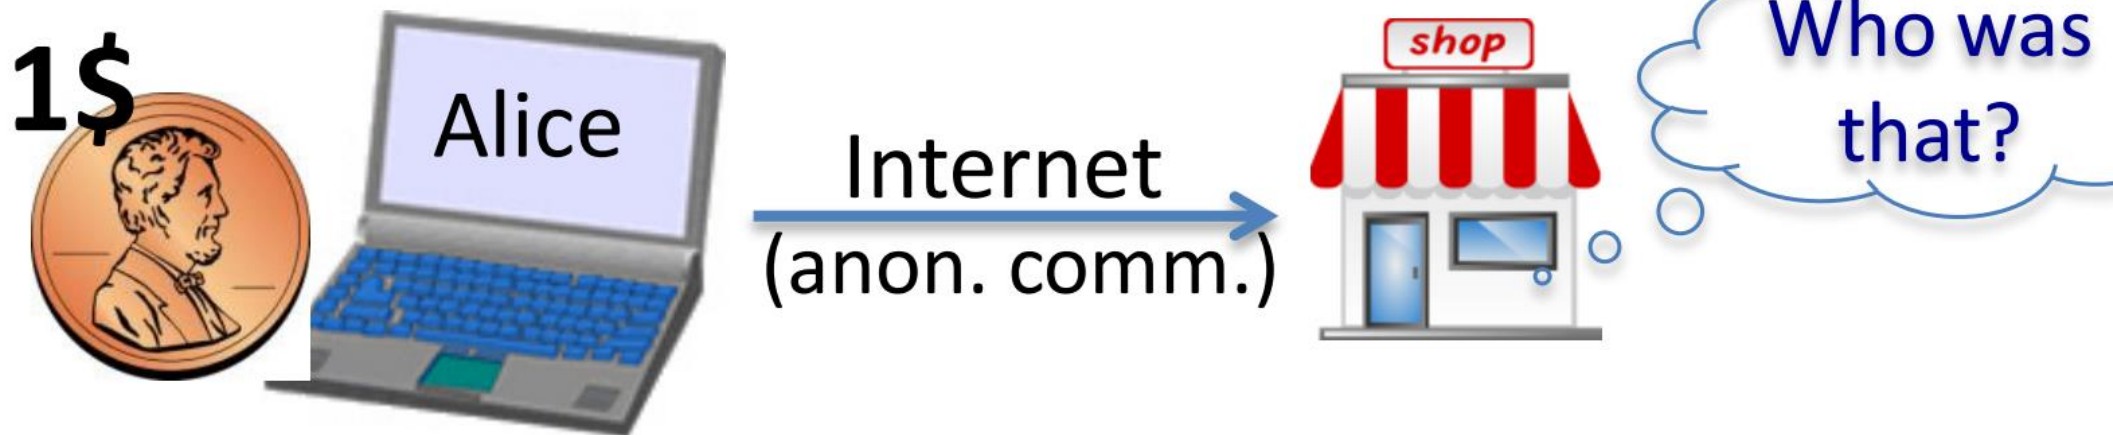 1$
Alice
Internet
(anon. comm.)
shop
Who was
that?